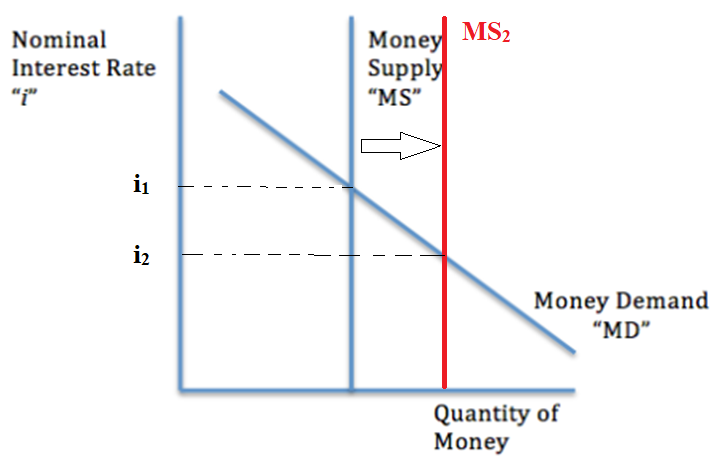 Nominal
Interest Rate
“i”
Money
Supply
“MS”
MS₂
i₁
i₂
Money Demand
“MD”
Quantity of
Money